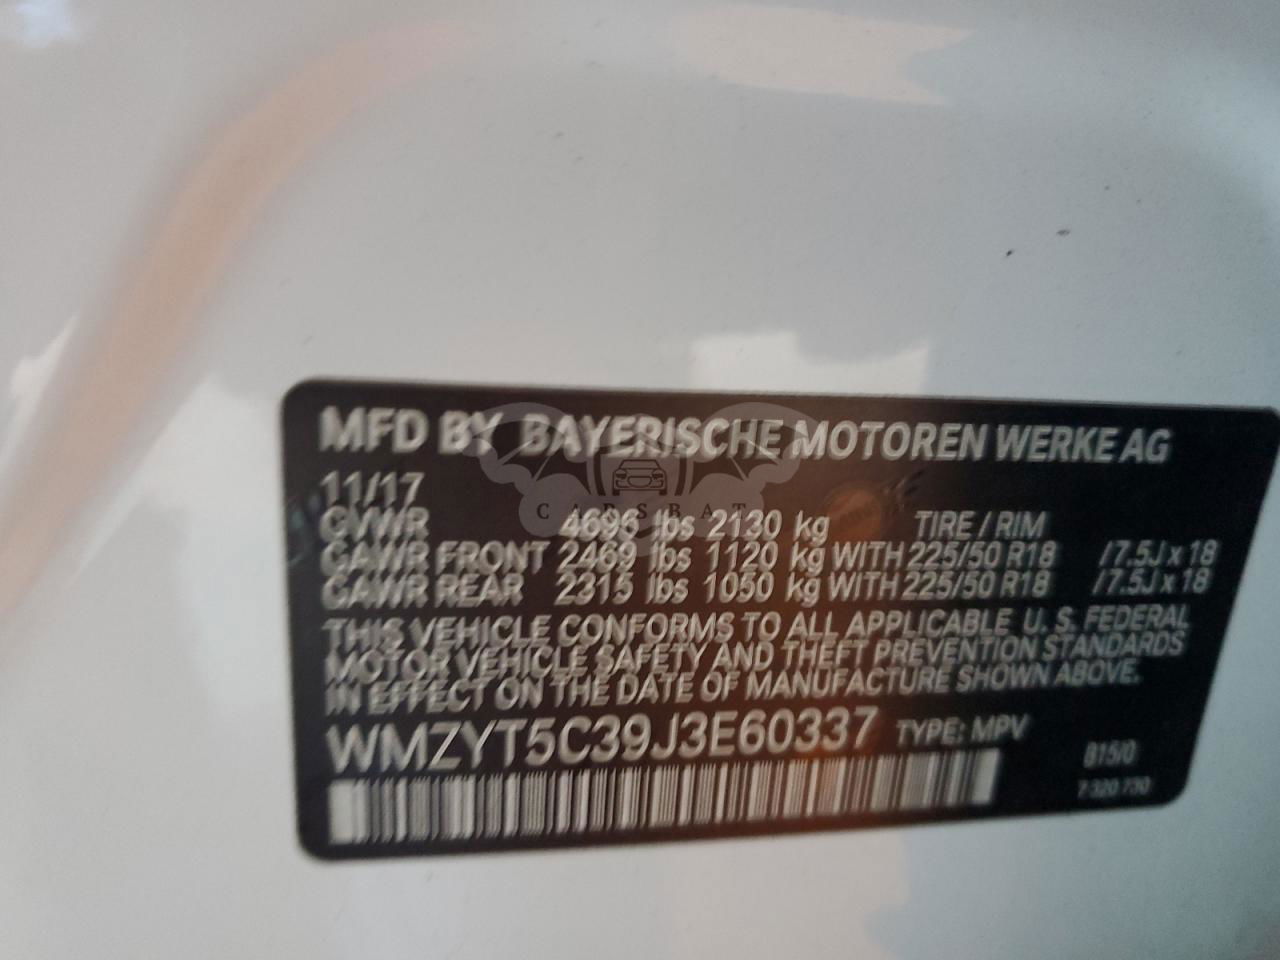 MFD BY BAYERISCHE MOTOREN WERKE AG
11/17
CARSBAT
GVWR 4696 lbs 2130 kg TIRE / RIM
GAWR FRONT 2469 lbs 1120 kg WITH 225/50 R18 /7.5J x 18
GAWR REAR 2315 lbs 1050 kg WITH 225/50 R18 /7.5J x 18
THIS VEHICLE CONFORMS TO ALL APPLICABLE U. S. FEDERAL
MOTOR VEHICLE SAFETY AND THEFT PREVENTION STANDARDS
IN EFFECT ON THE DATE OF MANUFACTURE SHOWN ABOVE.
WMZYT5C39J3E60337 TYPE: MPV
B15/0
7 320 730